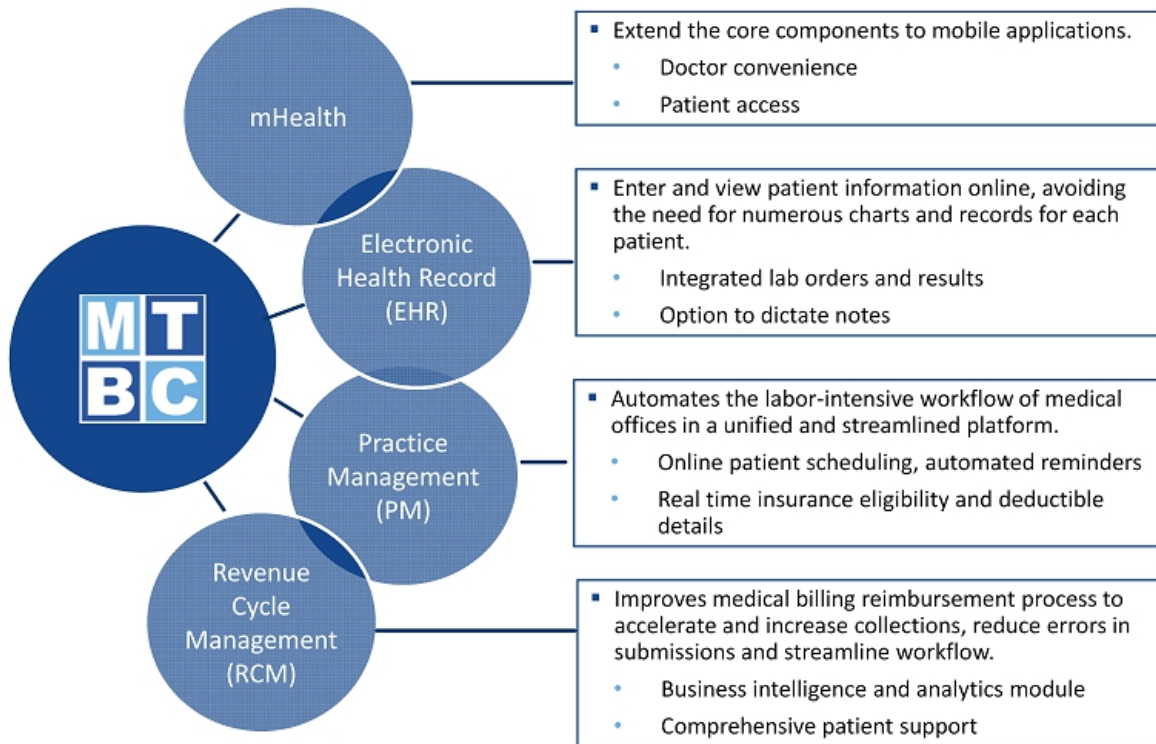 mHealth
▪ Extend the core components to mobile applications.
• Doctor convenience
• Patient access
Electronic
Health Record
(EHR)
▪ Enter and view patient information online, avoiding
the need for numerous charts and records for each
patient.
• Integrated lab orders and results
• Option to dictate notes
MT
BC
Practice
Management
(PM)
▪ Automates the labor-intensive workflow of medical
offices in a unified and streamlined platform.
• Online patient scheduling, automated reminders
• Real time insurance eligibility and deductible
details
Revenue
Cycle
Management
(RCM)
▪ Improves medical billing reimbursement process to
accelerate and increase collections, reduce errors in
submissions and streamline workflow.
• Business intelligence and analytics module
• Comprehensive patient support